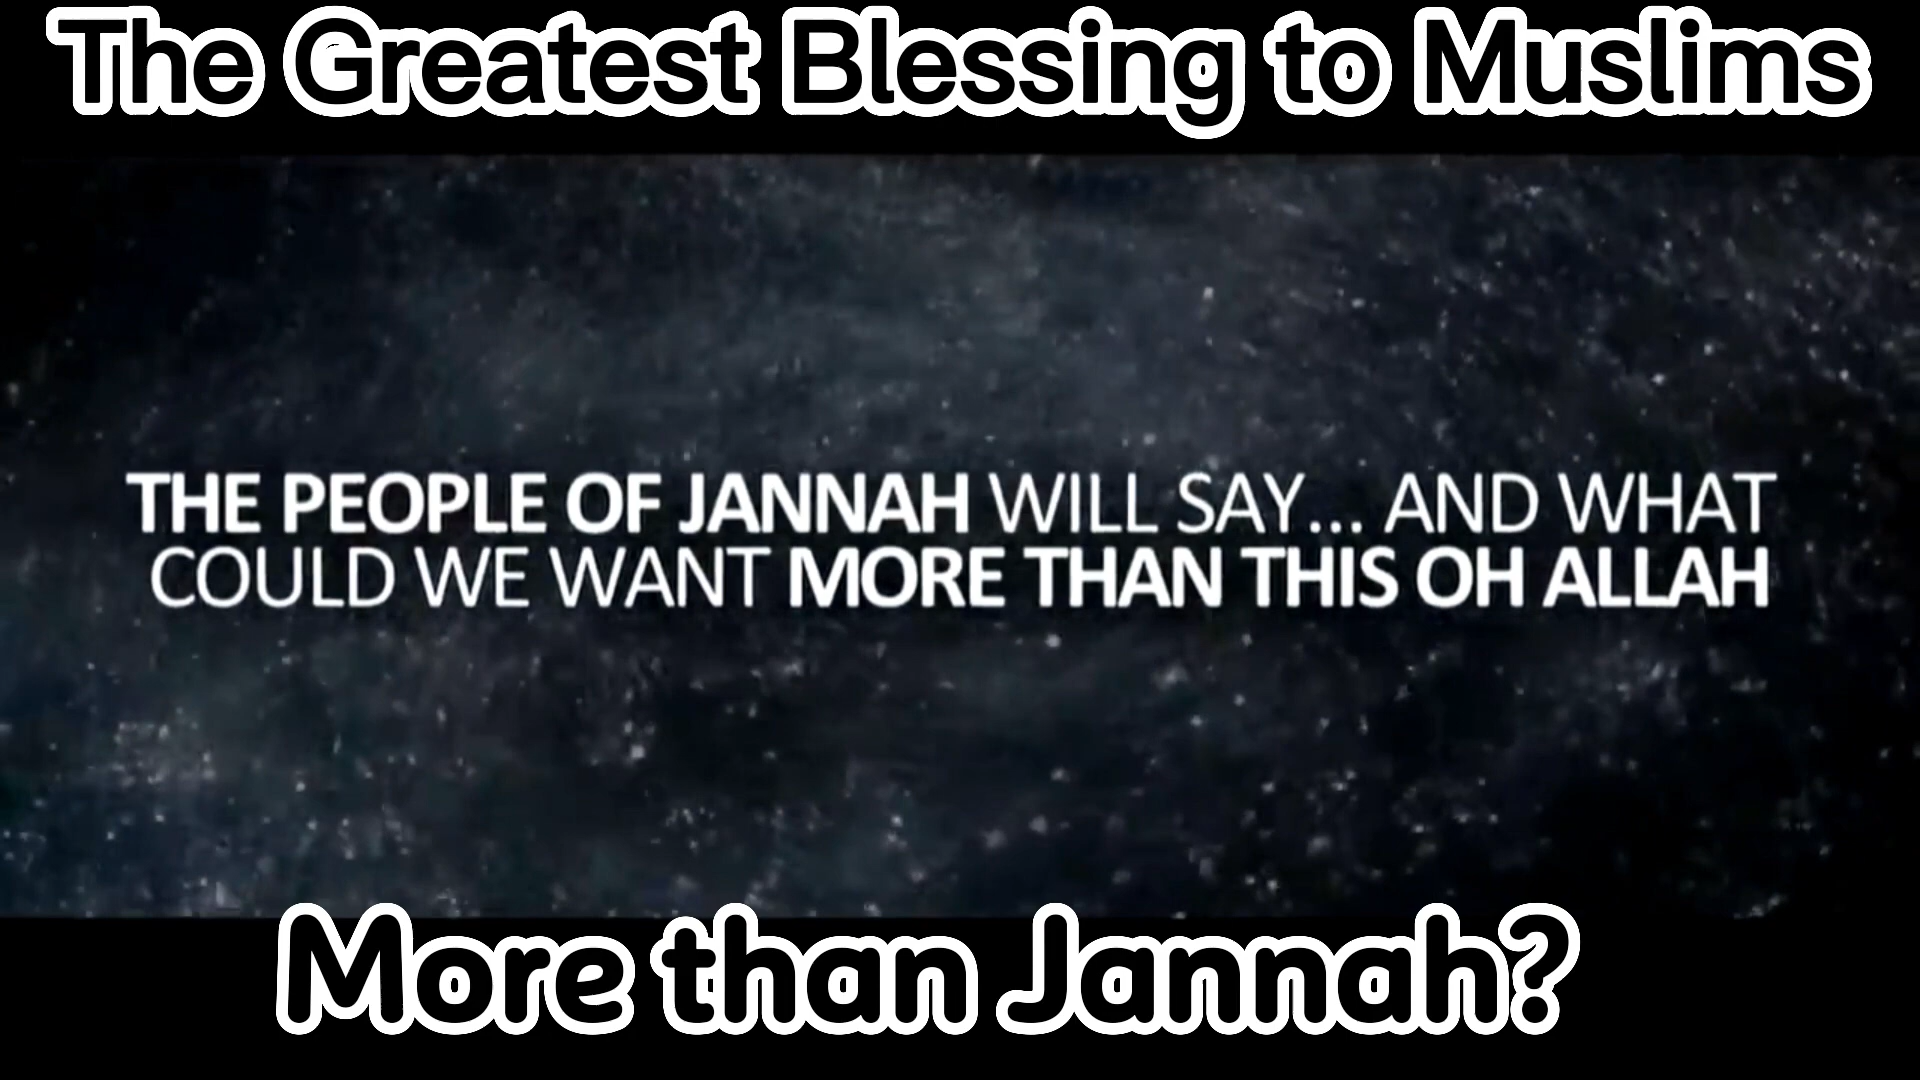 The Greatest Blessing to Muslims
THE PEOPLE OF JANNAH WILL SAY... AND WHAT
COULD WE WANT MORE THAN THIS OH ALLAH
More than Jannah?